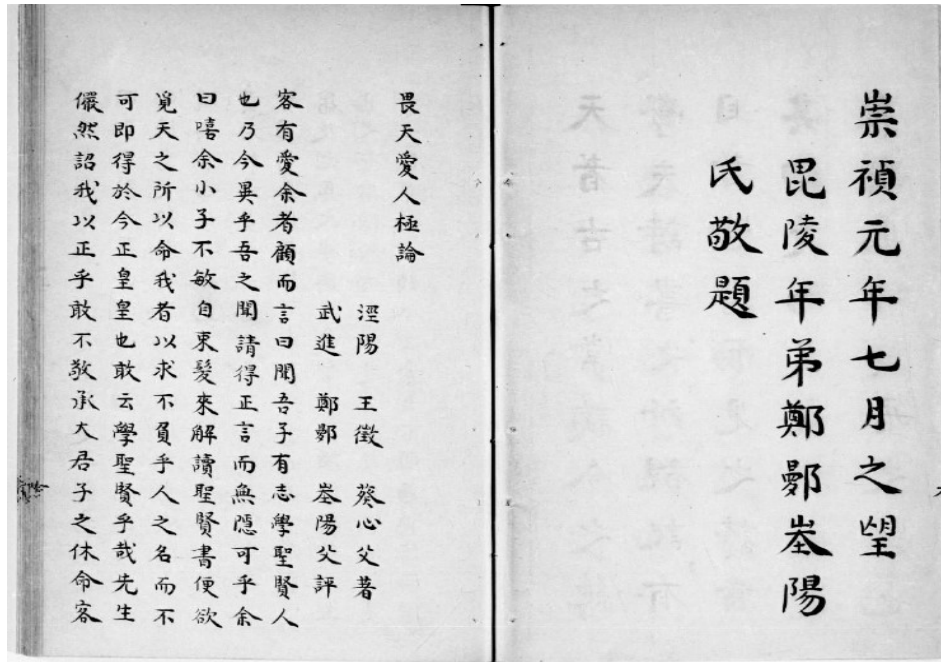 崇禎元年七月之望
毘陵年弟鄭鄤峚陽
氏敬題
畏天愛人極論
涇陽 王徵 葵心父著
武進 鄭鄤 峚陽父評
客有愛余者顧而言曰聞吾子有志學聖賢人
也乃今異乎吾之聞請得正言而無隱可乎余
曰嘻余小子不敏自束髮來解讀聖賢書便欲
覓天之所以命我者以求不負乎人之名而不
可即得於今正皇皇也敢云學聖賢乎哉先生
儼然詔我以正乎敢不敬承大君子之休命客